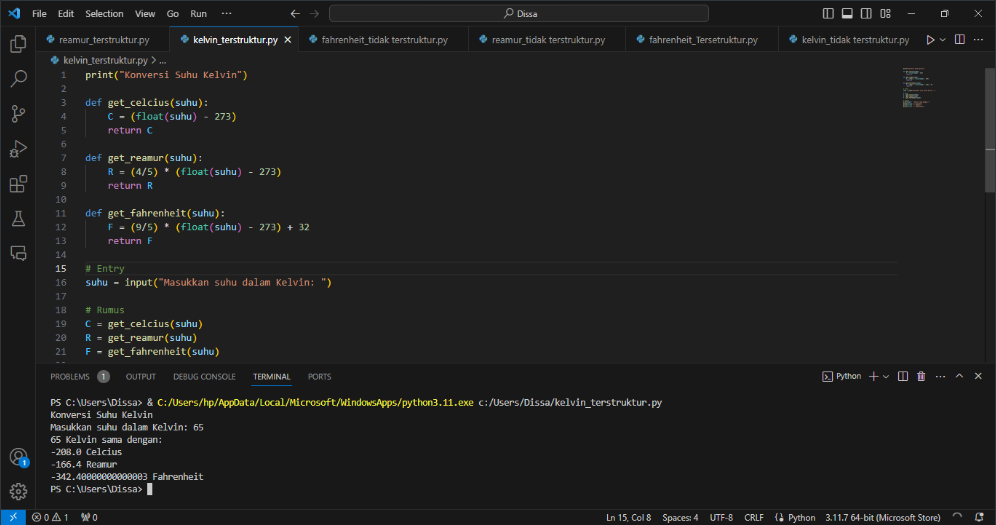 File Edit Selection View Go Run ··· Dissa
reamur_terstruktur.py kelvin_terstruktur.py fahrenheit_tidak terstruktur.py reamur_tidak terstruktur.py fahrenheit_Tersetruktur.py kelvin_tidak terstruktur.py
kelvin_terstruktur.py > ...
1 print("Konversi Suhu Kelvin")
2
3 def get_celcius(suhu):
4 C = (float(suhu) - 273)
5 return C
6
7 def get_reamur(suhu):
8 R = (4/5) * (float(suhu) - 273)
9 return R
10
11 def get_fahrenheit(suhu):
12 F = (9/5) * (float(suhu) - 273) + 32
13 return F
14
15 # Entry
16 suhu = input("Masukkan suhu dalam Kelvin: ")
17
18 # Rumus
19 C = get_celcius(suhu)
20 R = get_reamur(suhu)
21 F = get_fahrenheit(suhu)
PROBLEMS 1 OUTPUT DEBUG CONSOLE TERMINAL PORTS Python
PS C:\Users\Dissa> & C:/Users/hp/AppData/Local/Microsoft/WindowsApps/python3.11.exe c:/Users/Dissa/kelvin_terstruktur.py
Konversi Suhu Kelvin
Masukkan suhu dalam Kelvin: 65
65 Kelvin sama dengan:
-208.0 Celcius
-166.4 Reamur
-342.40000000000003 Fahrenheit
PS C:\Users\Dissa>
1
0 1 0 Ln 15, Col 8 Spaces: 4 UTF-8 CRLF Python 3.11.7 64-bit (Microsoft Store)